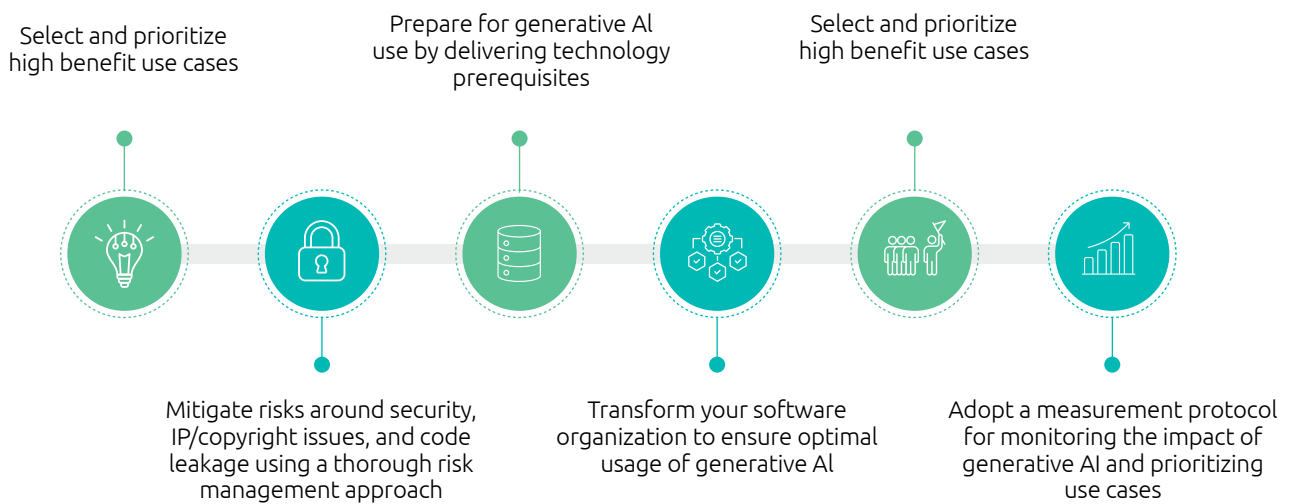 Select and prioritize
high benefit use cases
Mitigate risks around security,
IP/copyright issues, and code
leakage using a thorough risk
management approach
Prepare for generative AI
use by delivering technology
prerequisites
Transform your software
organization to ensure optimal
usage of generative AI
Select and prioritize
high benefit use cases
Adopt a measurement protocol
for monitoring the impact of
generative AI and prioritizing
use cases